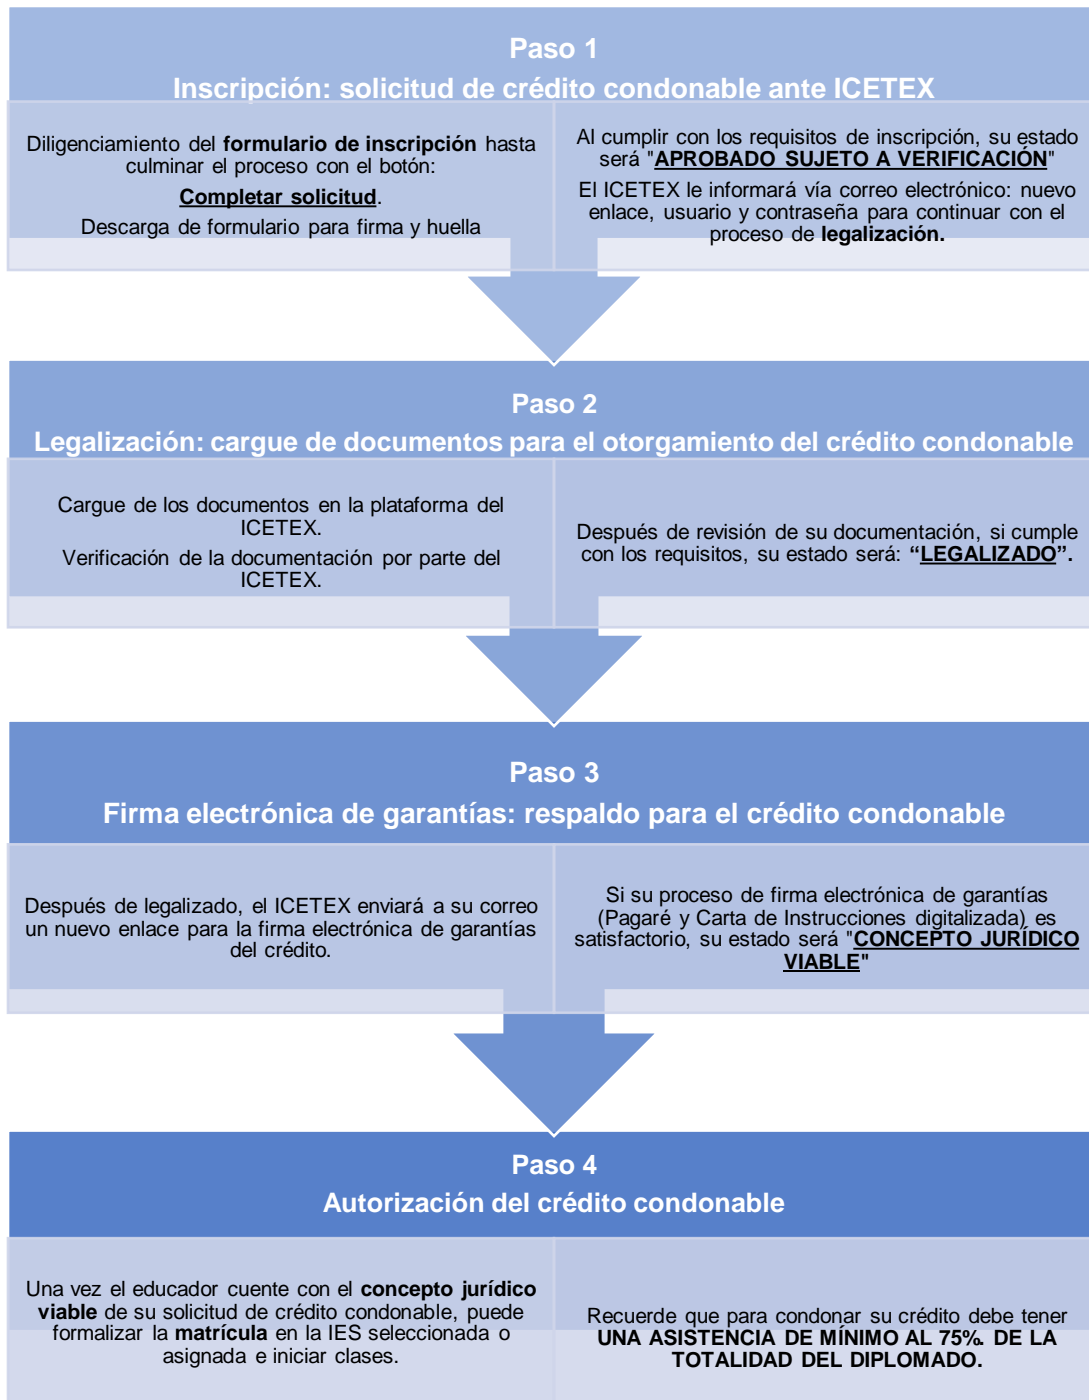 Paso 1
Inscripción: solicitud de crédito condonable ante ICETEX
Diligenciamiento del formulario de inscripción hasta
culminar el proceso con el botón:
Completar solicitud.
Descarga de formulario para firma y huella
Al cumplir con los requisitos de inscripción, su estado
será "APROBADO SUJETO A VERIFICACIÓN"
El ICETEX le informará vía correo electrónico: nuevo
enlace, usuario y contraseña para continuar con el
proceso de legalización.
Paso 2
Legalización: cargue de documentos para el otorgamiento del crédito condonable
Cargue de los documentos en la plataforma del
ICETEX.
Verificación de la documentación por parte del
ICETEX.
Después de revisión de su documentación, si cumple
con los requisitos, su estado será: “LEGALIZADO”.
Paso 3
Firma electrónica de garantías: respaldo para el crédito condonable
Después de legalizado, el ICETEX enviará a su correo
un nuevo enlace para la firma electrónica de garantías
del crédito.
Si su proceso de firma electrónica de garantías
(Pagaré y Carta de Instrucciones digitalizada) es
satisfactorio, su estado será "CONCEPTO JURÍDICO
VIABLE"
Paso 4
Autorización del crédito condonable
Una vez el educador cuente con el concepto jurídico
viable de su solicitud de crédito condonable, puede
formalizar la matrícula en la IES seleccionada o
asignada e iniciar clases.
Recuerde que para condonar su crédito debe tener
UNA ASISTENCIA DE MÍNIMO AL 75%. DE LA
TOTALIDAD DEL DIPLOMADO.